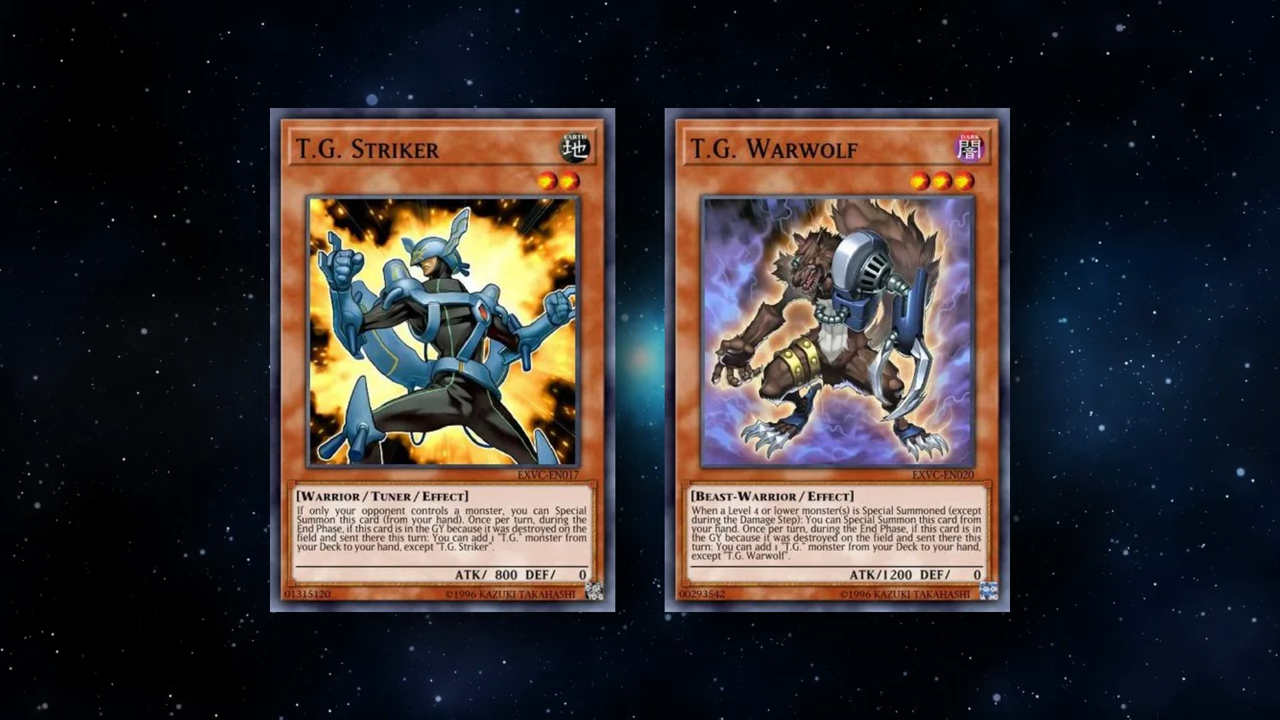 T.G. STRIKER
EARTH
地
EXVC-EN017
[WARRIOR / TUNER / EFFECT]
If only your opponent controls a monster, you can Special
Summon this card (from your hand). Once per turn, during the
End Phase, if this card is in the GY because it was destroyed on the
field and sent there this turn: You can add 1 "T.G." monster from
your Deck to your hand, except "T.G. Striker".
ATK/ 800 DEF/ 0
01315120
©1996 KAZUKI TAKAHASHI
T.G. WARWOLF
DARK
闇
EXVC-EN020
[BEAST-WARRIOR / EFFECT]
When a Level 4 or lower monster(s) is Special Summoned (except
during the Damage Step): You can Special Summon this card from
your hand. Once per turn, during the End Phase, if this card is in
the GY because it was destroyed on the field and sent there this
turn: You can add 1 "T.G." monster from your Deck to your hand,
except "T.G. Warwolf".
ATK/1200 DEF/ 0
00293542
©1996 KAZUKI TAKAHASHI